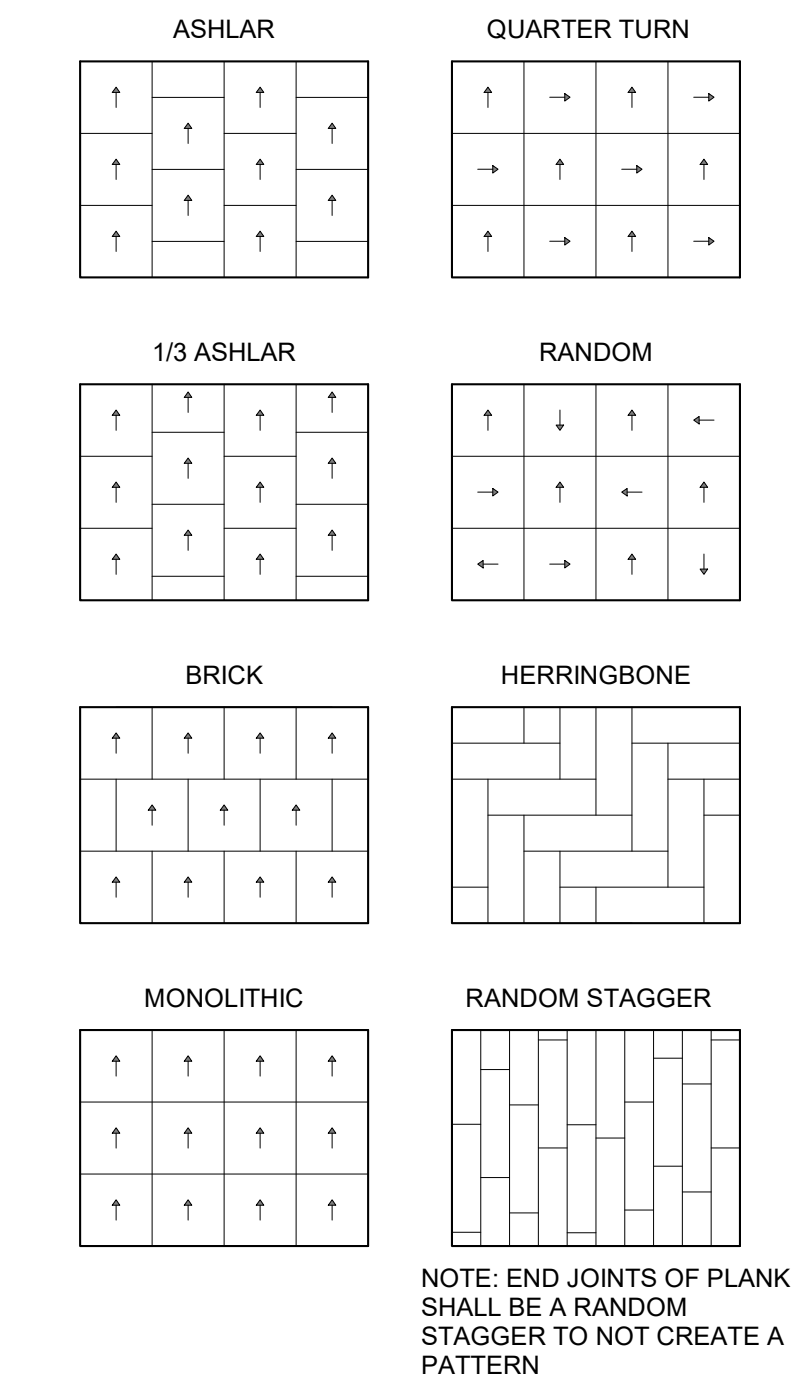 ASHLAR
QUARTER TURN
1/3 ASHLAR
RANDOM
BRICK
HERRINGBONE
MONOLITHIC
RANDOM STAGGER
NOTE: END JOINTS OF PLANK
SHALL BE A RANDOM
STAGGER TO NOT CREATE A
PATTERN